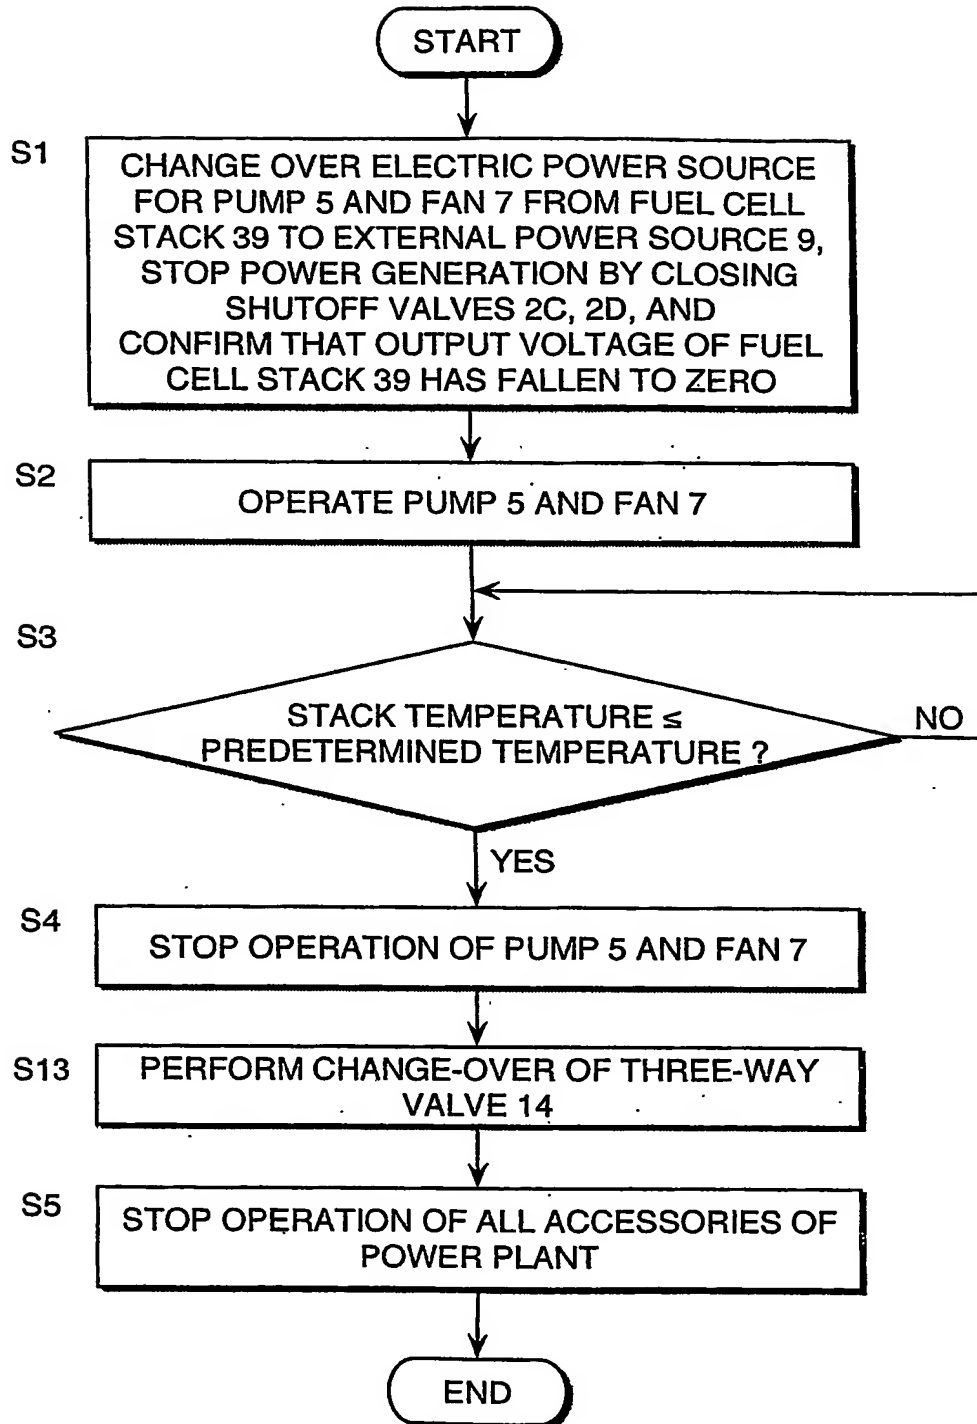 START
S1
CHANGE OVER ELECTRIC POWER SOURCE
FOR PUMP 5 AND FAN 7 FROM FUEL CELL
STACK 39 TO EXTERNAL POWER SOURCE 9,
STOP POWER GENERATION BY CLOSING
SHUTOFF VALVES 2C, 2D, AND
CONFIRM THAT OUTPUT VOLTAGE OF FUEL
CELL STACK 39 HAS FALLEN TO ZERO
S2
OPERATE PUMP 5 AND FAN 7
S3
STACK TEMPERATURE ≤
PREDETERMINED TEMPERATURE ?
NO
YES
S4
STOP OPERATION OF PUMP 5 AND FAN 7
S13
PERFORM CHANGE-OVER OF THREE-WAY
VALVE 14
S5
STOP OPERATION OF ALL ACCESSORIES OF
POWER PLANT
END